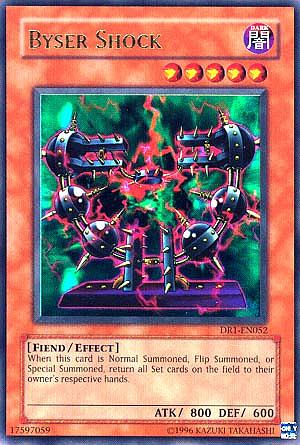 BYSER SHOCK
DARK
闇
DR1-EN052
[FIEND/EFFECT]
When this card is Normal Summoned, Flip Summoned, or
Special Summoned, return all Set cards on the field to their
owner's respective hands.
ATK/ 800 DEF/ 600
17597059
©1996 KAZUKI TAKAHASHI